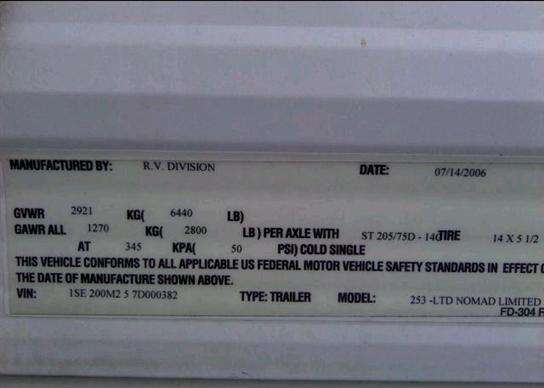 MANUFACTURED BY: R.V. DIVISION DATE: 07/14/2006
GVWR 2921 KG( 6440 LB)
GAWR ALL 1270 KG( 2800 LB) PER AXLE WITH ST 205/75D - 14C TIRE 14 X 5 1/2
AT 345 KPA( 50 PSI) COLD SINGLE
THIS VEHICLE CONFORMS TO ALL APPLICABLE US FEDERAL MOTOR VEHICLE SAFETY STANDARDS IN EFFECT
THE DATE OF MANUFACTURE SHOWN ABOVE.
VIN: 1SE 200M2 5 7D000382 TYPE: TRAILER MODEL: 253 -LTD NOMAD LIMITED
FD-304